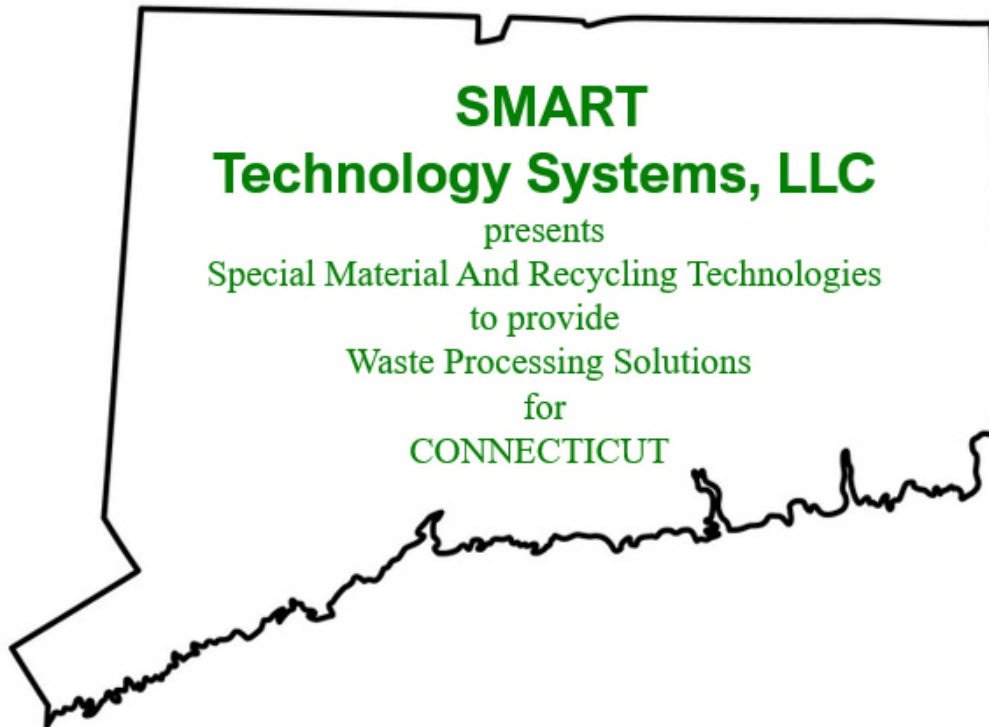 SMART
Technology Systems, LLC
presents
Special Material And Recycling Technologies
to provide
Waste Processing Solutions
for
CONNECTICUT